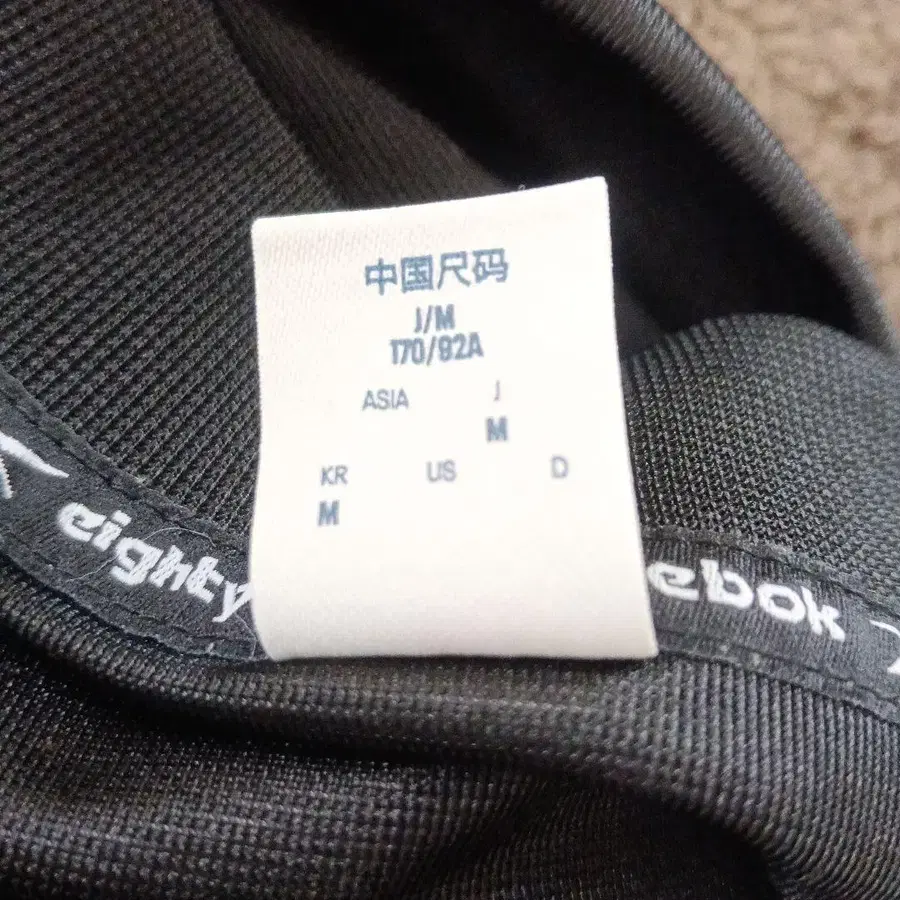 中国尺码
J/M
170/92A
ASIA J
M
KR US D
M
eighty
ebok